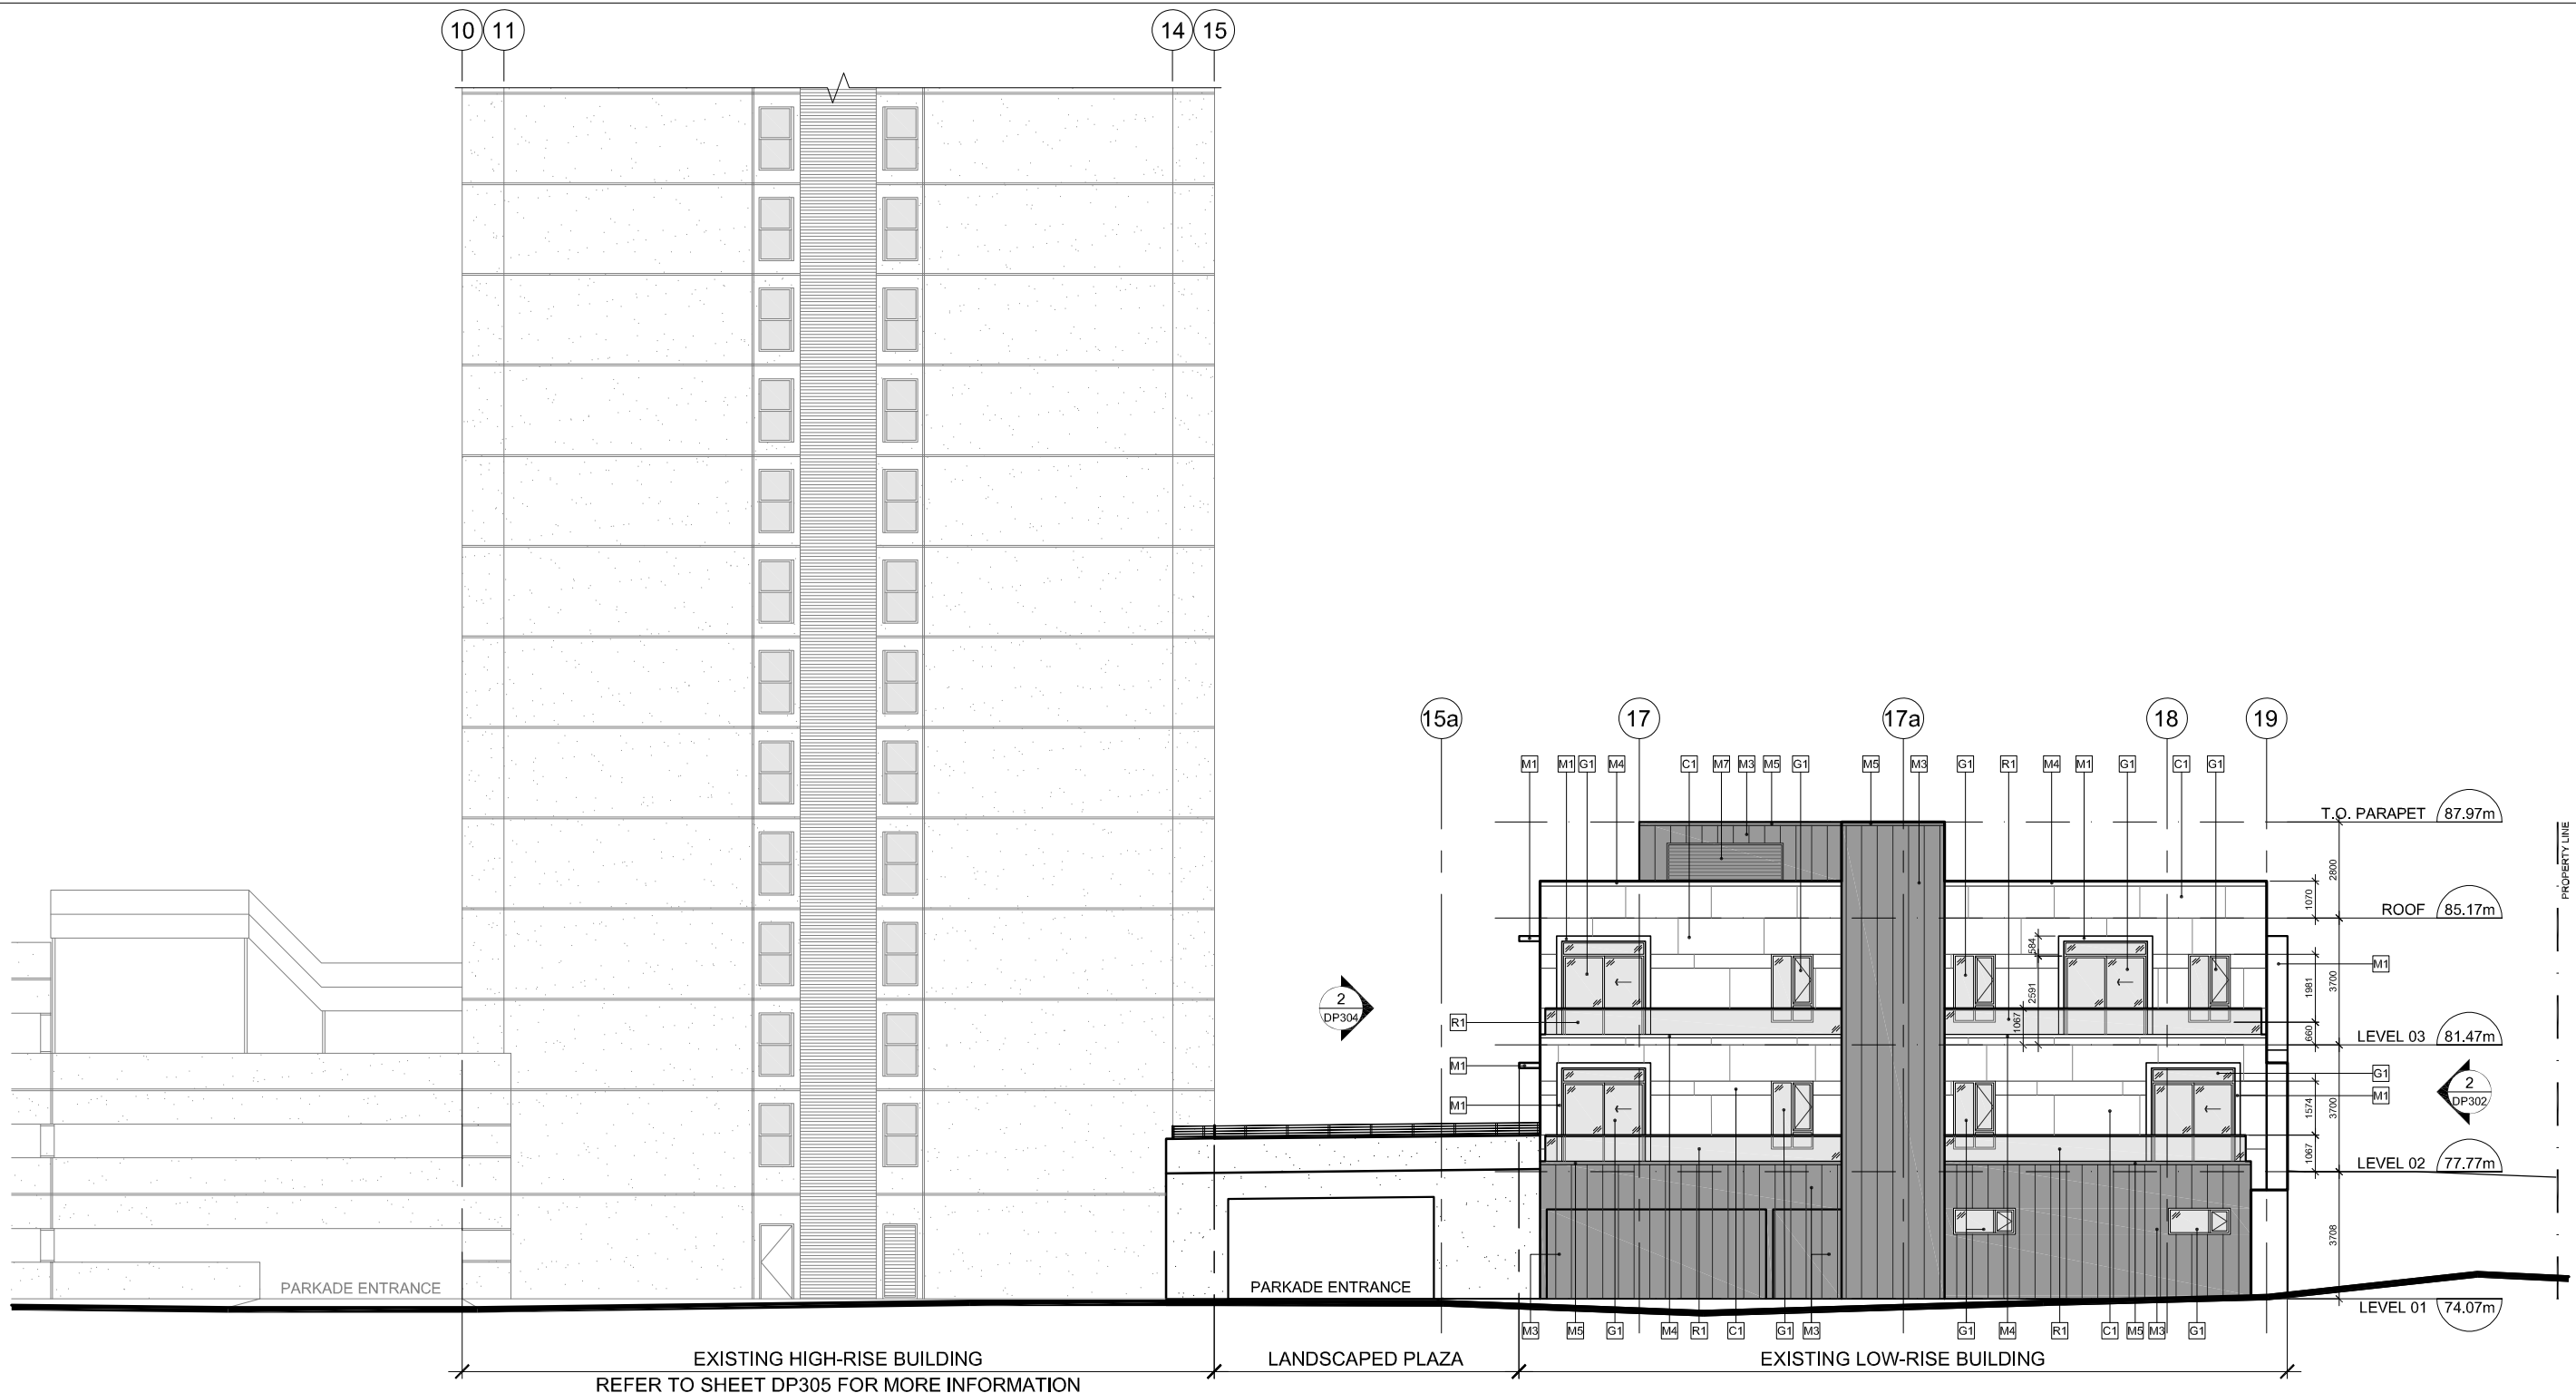 10 11 14 15
15a 17 17a 18 19
M1 M1 G1 M4 C1 M7 M3 M5 G1 M5 M3 G1 R1 M4 M1 G1 C1 G1
T.O. PARAPET 87.97m
PROPERTY LINE
2800
1070
ROOF 85.17m
584
M1
1981
3700
2591
2
DP304
R1
1067
660
LEVEL 03 81.47m
M1
G1
M1
M1
2
DP302
1574
3700
1067
LEVEL 02 77.77m
3708
PARKADE ENTRANCE
PARKADE ENTRANCE
LEVEL 01 74.07m
M3 M5 G1 M4 R1 C1 G1 M3 G1 M4 R1 C1 M5 M3 G1
EXISTING HIGH-RISE BUILDING
LANDSCAPED PLAZA
EXISTING LOW-RISE BUILDING
REFER TO SHEET DP305 FOR MORE INFORMATION